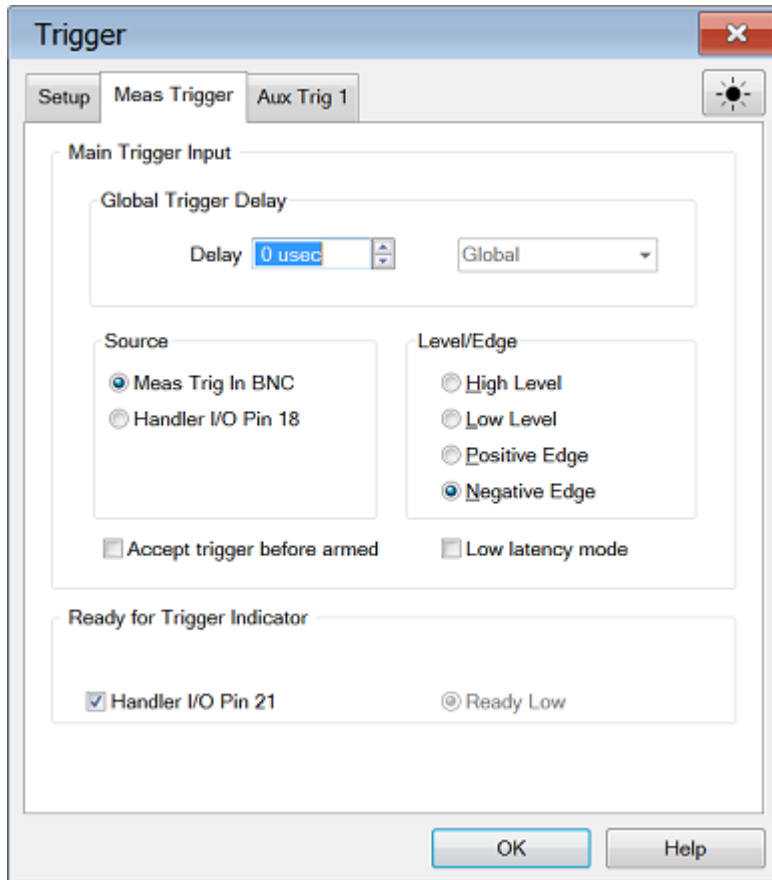 Trigger
Setup Meas Trigger Aux Trig 1
Main Trigger Input
Global Trigger Delay
Delay 0 usec Global
Source
Meas Trig In BNC
Handler I/O Pin 18
Level/Edge
High Level
Low Level
Positive Edge
Negative Edge
Accept trigger before armed
Low latency mode
Ready for Trigger Indicator
Handler I/O Pin 21 Ready Low
OK Help